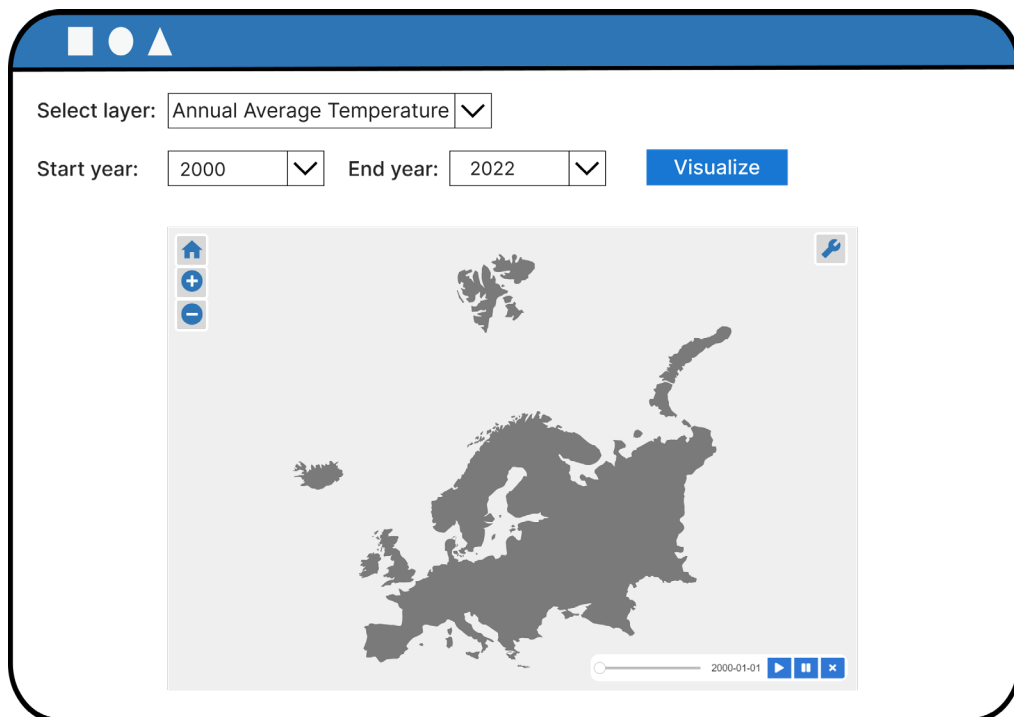 Select layer: Annual Average Temperature
Start year: 2000 End year: 2022 Visualize
2000-01-01